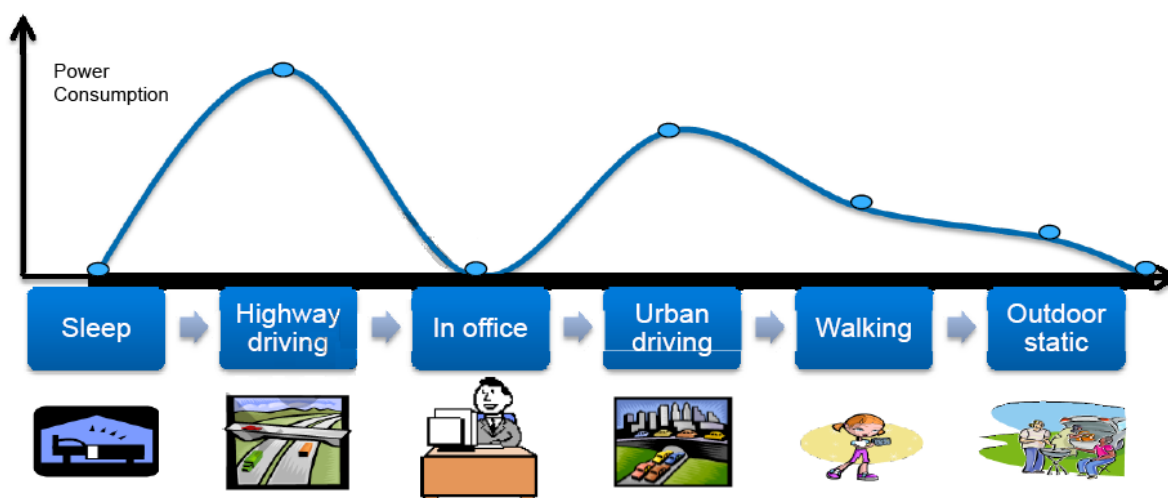 Power
Consumption
Sleep
Highway
driving
In office
Urban
driving
Walking
Outdoor
static